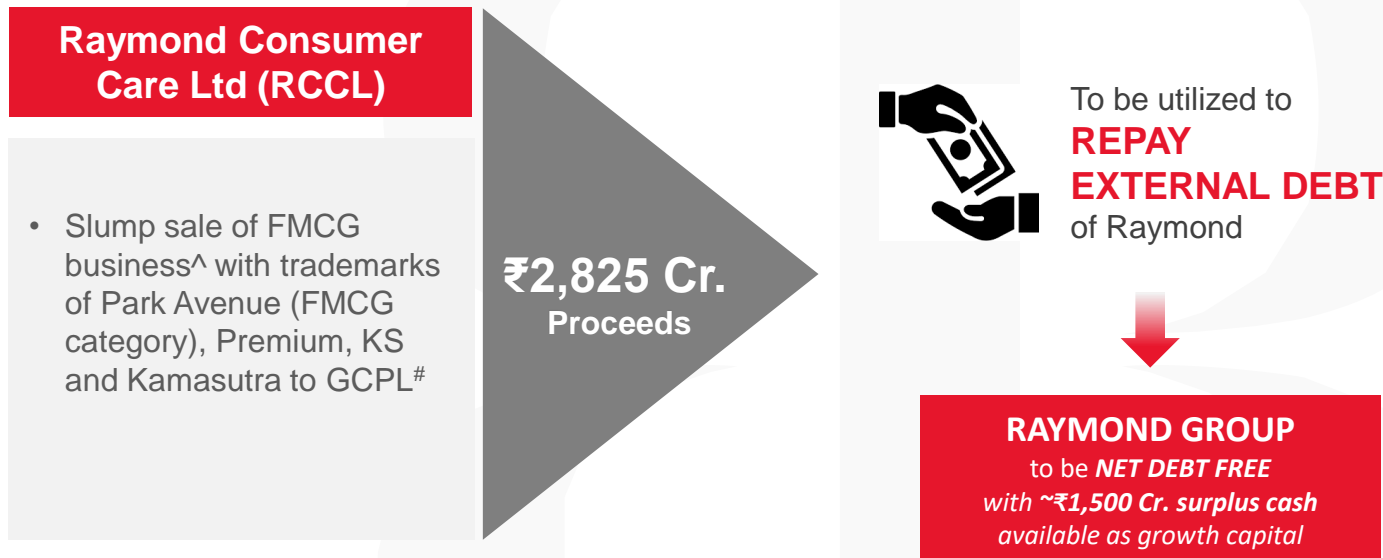 Raymond Consumer
Care Ltd (RCCL)
• Slump sale of FMCG
business^ with trademarks
of Park Avenue (FMCG
category), Premium, KS
and Kamasutra to GCPL#
₹2,825 Cr.
Proceeds
To be utilized to
REPAY
EXTERNAL DEBT
of Raymond
RAYMOND GROUP
to be NET DEBT FREE
with ~₹1,500 Cr. surplus cash
available as growth capital